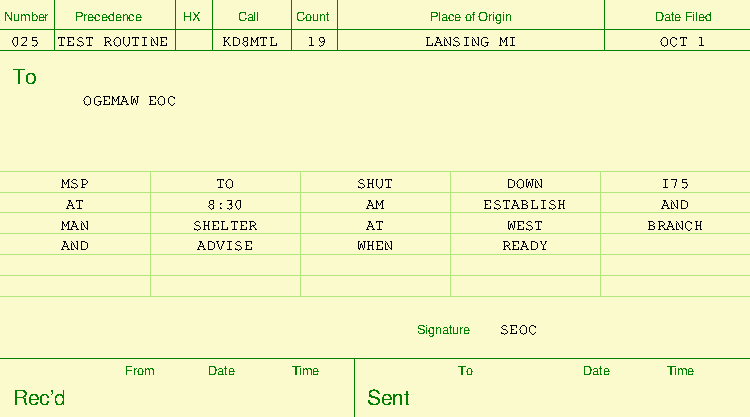 Number Precedence HX Call Count Place of Origin Date Filed
025 TEST ROUTINE KD8MTL 19 LANSING MI OCT 1
To
OGEMAW EOC
MSP TO SHUT DOWN I75
AT 8:30 AM ESTABLISH AND
MAN SHELTER AT WEST BRANCH
AND ADVISE WHEN READY
Signature SEOC
From Date Time To Date Time
Rec'd Sent